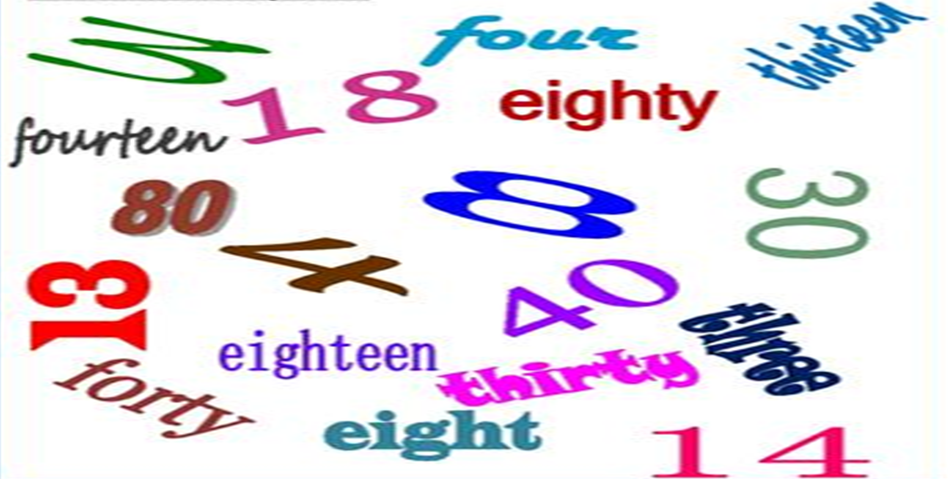 3
four
thirteen
18
eighty
fourteen
80
8
30
4
13
40
eighteen
three
thirty
forty
eight
14